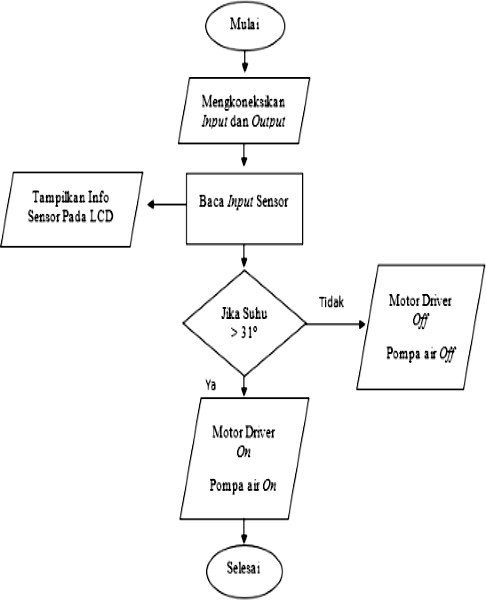 Mulai
Mengkoneksikan
Input dan Output
Tampilkan Info
Sensor Pada LCD
Baca Input Sensor
Jika Suhu
> 31°
Tidak
Motor Driver
Off
Pompa air Off
Ya
Motor Driver
On
Pompa air On
Selesai